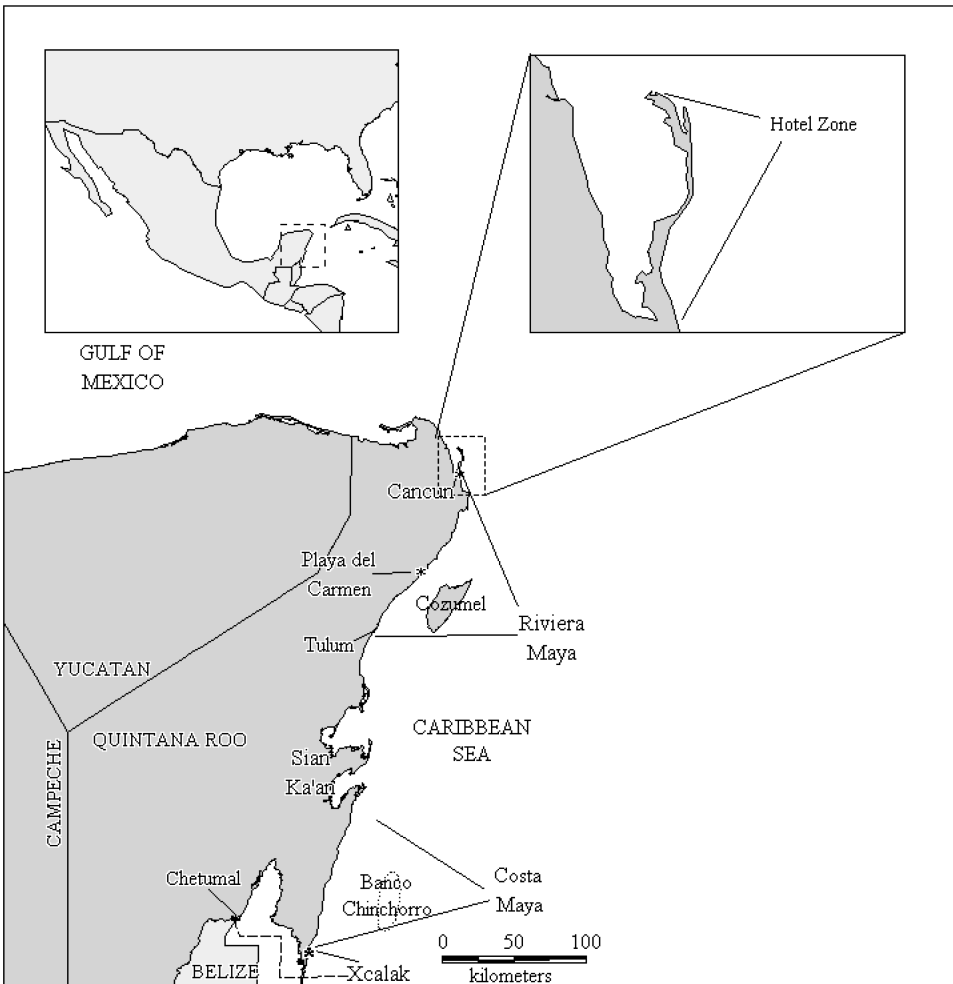 Hotel Zone
GULF OF
MEXICO
Cancun
Playa del
Carmen
Cozumel
Riviera
Maya
Tulum
YUCATAN
QUINTANA ROO
CARIBBEAN
SEA
CAMPECHE
Sian
Ka'an
Chetumal
Banco
Chinchorro
Costa
Maya
0 50 100
kilometers
BELIZE
Xcalak